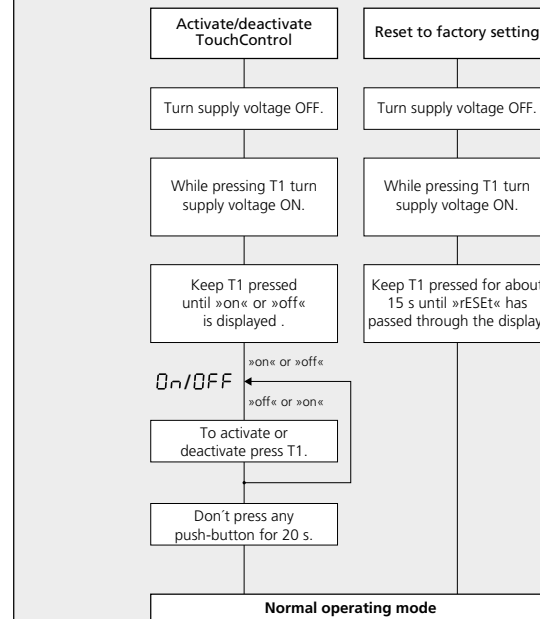 Activate/deactivate
TouchControl
Turn supply voltage OFF.
While pressing T1 turn
supply voltage ON.
Keep T1 pressed
until »on« or »off«
is displayed .
»on« or »off«
On/OFF
»off« or »on«
To activate or
deactivate press T1.
Don´t press any
push-button for 20 s.
Reset to factory setting
Turn supply voltage OFF.
While pressing T1 turn
supply voltage ON.
Keep T1 pressed for about
15 s until »rESEt« has
passed through the display
Normal operating mode